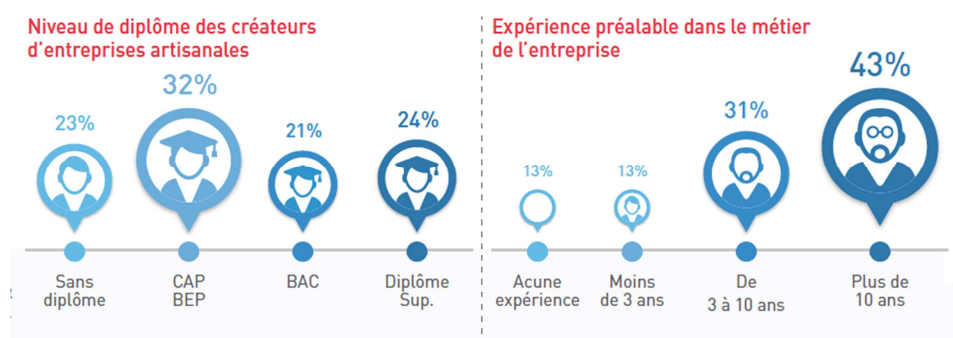 Niveau de diplôme des créateurs
d'entreprises artisanales
23%
32%
21%
24%
Sans
diplôme
CAP
BEP
BAC
Diplôme
Sup.
Expérience préalable dans le métier
de l'entreprise
13%
13%
31%
43%
Acune
expérience
Moins
de 3 ans
De
3 à 10 ans
Plus de
10 ans